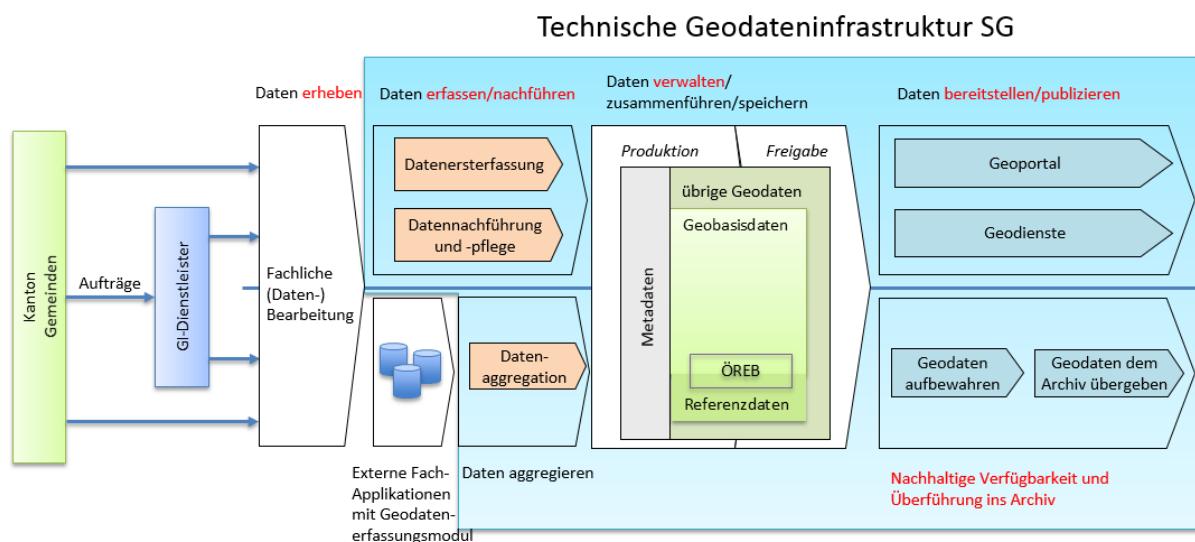 Technische Geodateninfrastruktur SG
Daten erheben
Daten erfassen/nachführen
Daten verwalten/
zusammenführen/speichern
Daten bereitstellen/publizieren
Kanton
Gemeinden
Aufträge
GI-Dienstleister
Fachliche
(Daten-)
Bearbeitung
Datenersterfassung
Datennachführung
und -pflege
Externe Fach-
Applikationen
mit Geodaten-
erfassungsmodul
Daten-
aggregation
Daten aggregieren
Produktion
Freigabe
Metadaten
übrige Geodaten
Geobasisdaten
ÖREB
Referenzdaten
Geoportal
Geodienste
Geodaten
aufbewahren
Geodaten dem
Archiv übergeben
Nachhaltige Verfügbarkeit und
Überführung ins Archiv